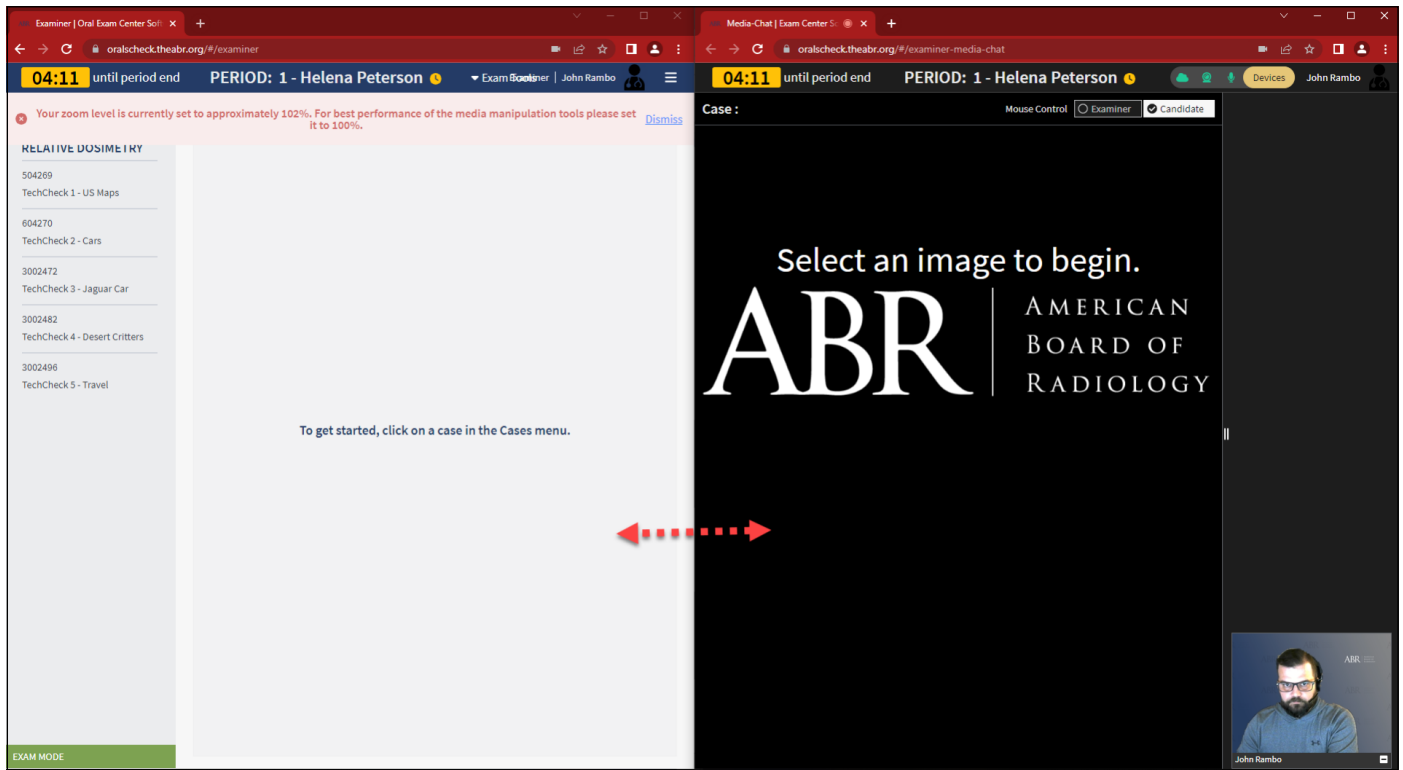 Examiner | Oral Exam Center Soft
oralscheck.theabr.org/#/examiner
04:11 until period end PERIOD: 1 - Helena Peterson Exam John Rambo
Your zoom level is currently set to approximately 102%. For best performance of the media manipulation tools please set
it to 100%.
Dismiss
RELATIVE DOSIMETRY
504269
TechCheck 1 - US Maps
604270
TechCheck 2 - Cars
3002472
TechCheck 3 - Jaguar Car
3002482
TechCheck 4 - Desert Critters
3002496
TechCheck 5 - Travel
To get started, click on a case in the Cases menu.
EXAM MODE
Media-Chat | Exam Center So
oralscheck.theabr.org/#/examiner-media-chat
04:11 until period end PERIOD: 1 - Helena Peterson Devices John Rambo
Case : Mouse Control Examiner Candidate
Select an image to begin.
ABR
AMERICAN
BOARD OF
RADIOLOGY
ABR
John Rambo